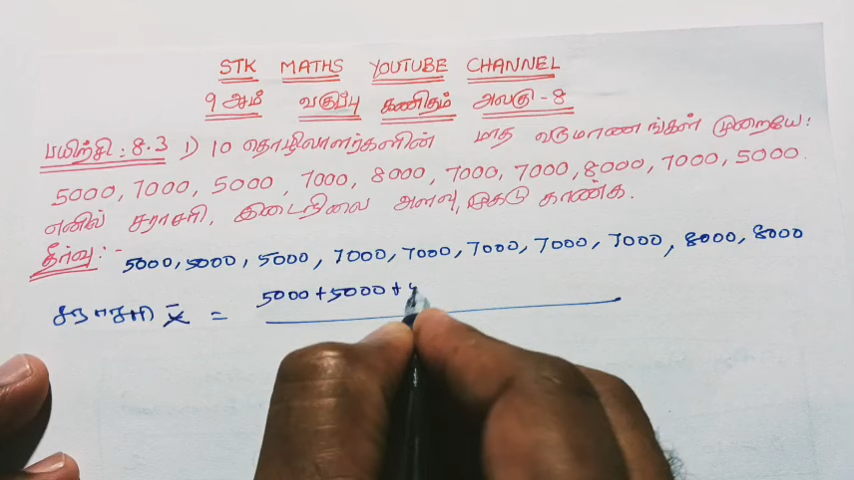 STK MATHS YOUTUBE CHANNEL
9 ஆம் வகுப்பு கணிதம் அலகு - 8
பயிற்சி : 8.3 1) 10 தொழிலாளர்களின் மாத வருமானங்கள் முறையே :
5000, 7000, 5000, 7000, 8000, 7000, 7000, 8000, 7000, 5000.
எனில் சராசரி, இடைநிலை அளவு, முகடு காண்க.
தீர்வு : - 5000, 5000, 5000, 7000, 7000, 7000, 7000, 7000, 8000, 8000
சராசரி x̄ = 5000 + 5000 +